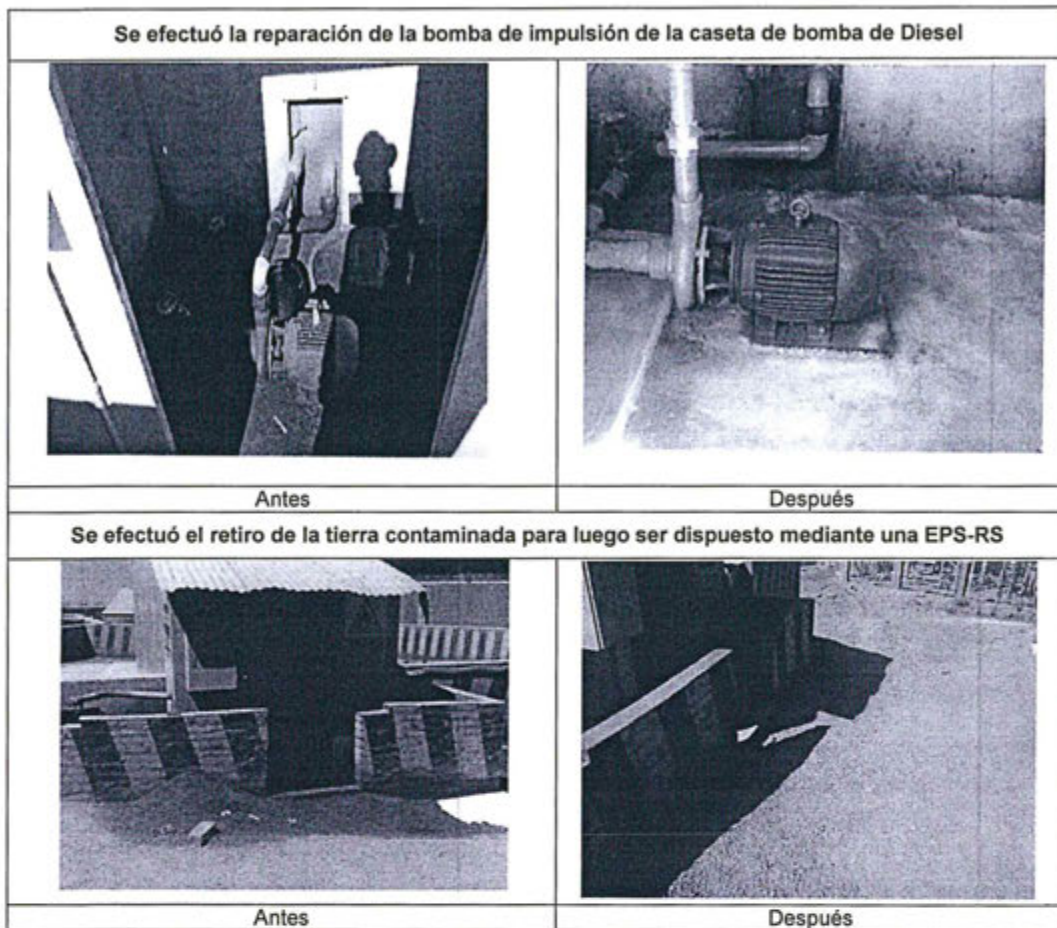 Se efectuó la reparación de la bomba de impulsión de la caseta de bomba de Diesel
Antes
Después
Se efectuó el retiro de la tierra contaminada para luego ser dispuesto mediante una EPS-RS
Antes
Después